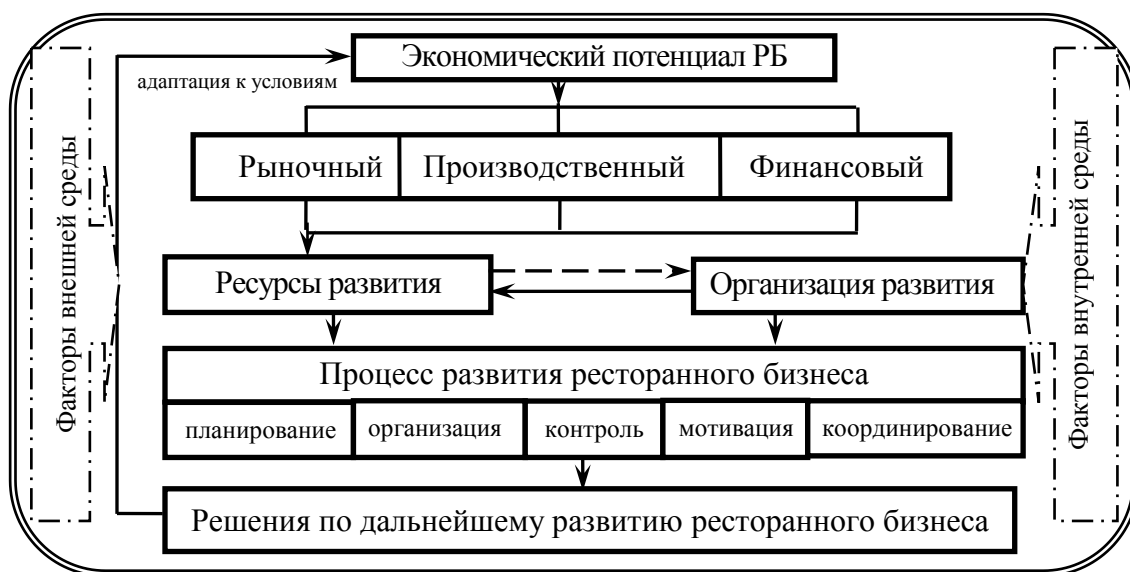 Экономический потенциал РБ
адаптация к условиям
Рыночный
Производственный
Финансовый
Факторы внешней среды
Факторы внутренней среды
Ресурсы развития
Организация развития
Процесс развития ресторанного бизнеса
планирование
организация
контроль
мотивация
координирование
Решения по дальнейшему развитию ресторанного бизнеса